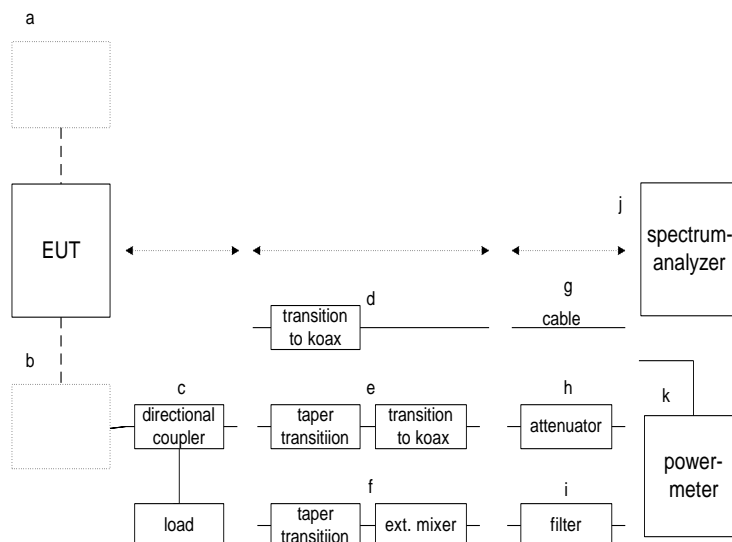 a
EUT
j
spectrum-
analyzer
d
transition
to koax
g
cable
b
c
directional
coupler
e
taper
transitiion
transition
to koax
h
attenuator
k
power-
meter
load
f
taper
transitiion
ext. mixer
i
filter